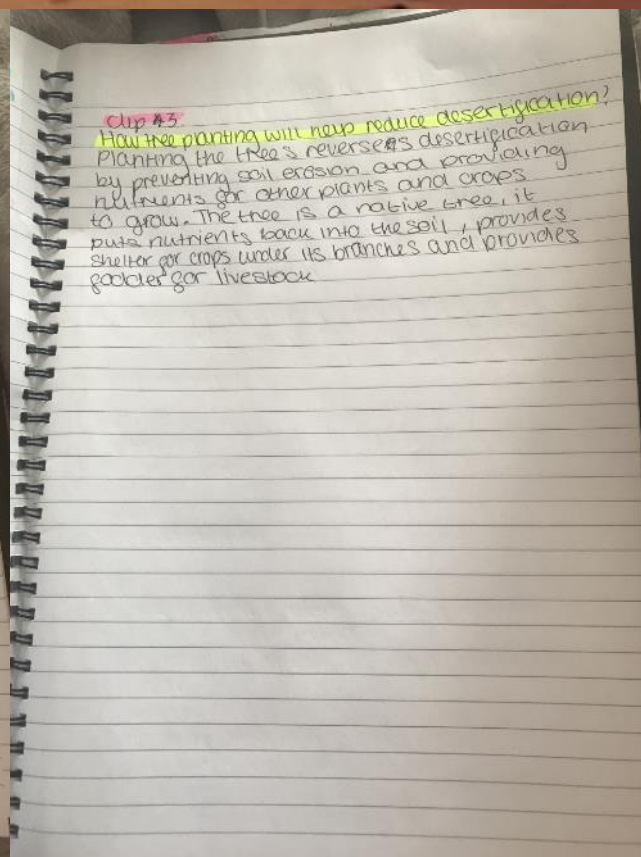 Clip #3
How tree planting will help reduce desertification?
Planting the tree's reverses desertification
by preventing soil erosion and providing
nutrients for other plants and crops
to grow. The tree is a native tree, it
puts nutrients back into the soil, provides
shelter for crops under its branches and provides
fodder for livestock